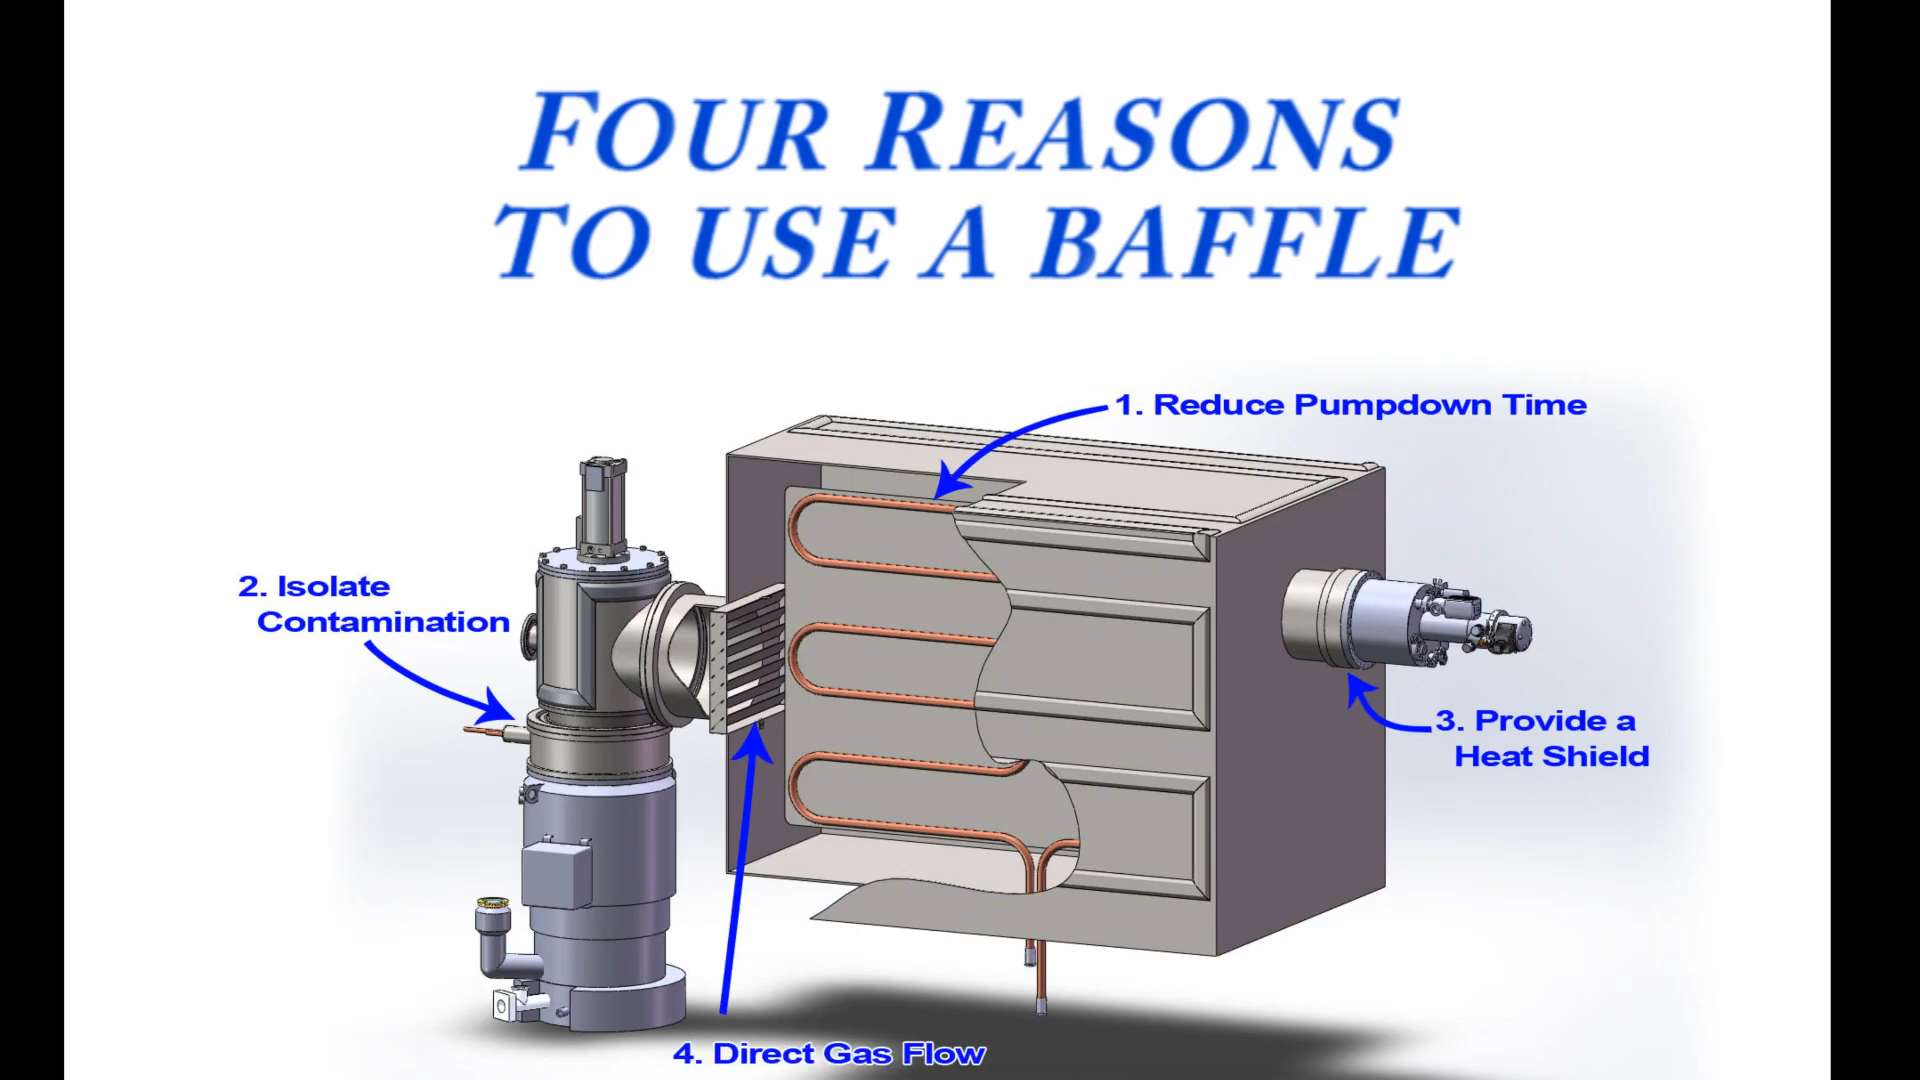 FOUR REASONS
TO USE A BAFFLE
1. Reduce Pumpdown Time
2. Isolate
Contamination
3. Provide a
Heat Shield
4. Direct Gas Flow